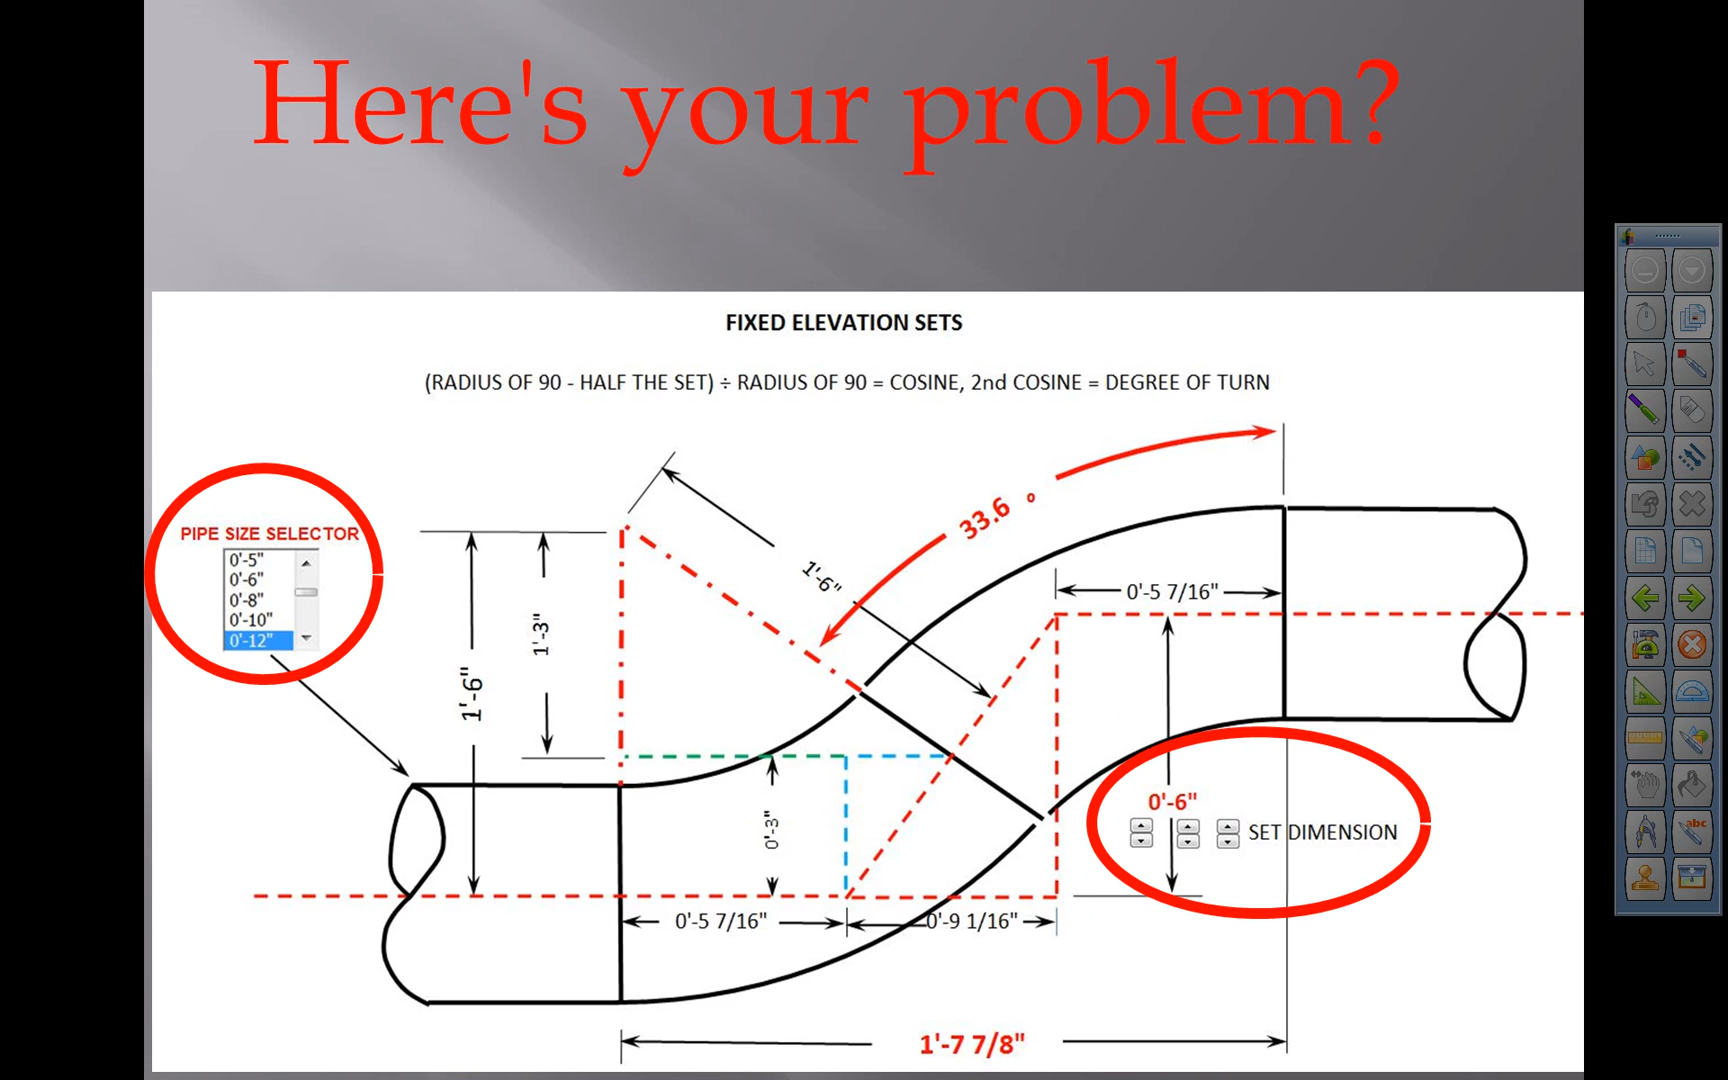 Here's your problem?
FIXED ELEVATION SETS
(RADIUS OF 90 - HALF THE SET) ÷ RADIUS OF 90 = COSINE, 2nd COSINE = DEGREE OF TURN
33.6 °
PIPE SIZE SELECTOR
0'-5"
0'-6"
0'-8"
0'-10"
0'-12"
1'-6"
0'-5 7/16"
1'-3"
1'-6"
0'-6"
SET DIMENSION
0'-3"
0'-5 7/16"
0'-9 1/16"
1'-7 7/8"
abc